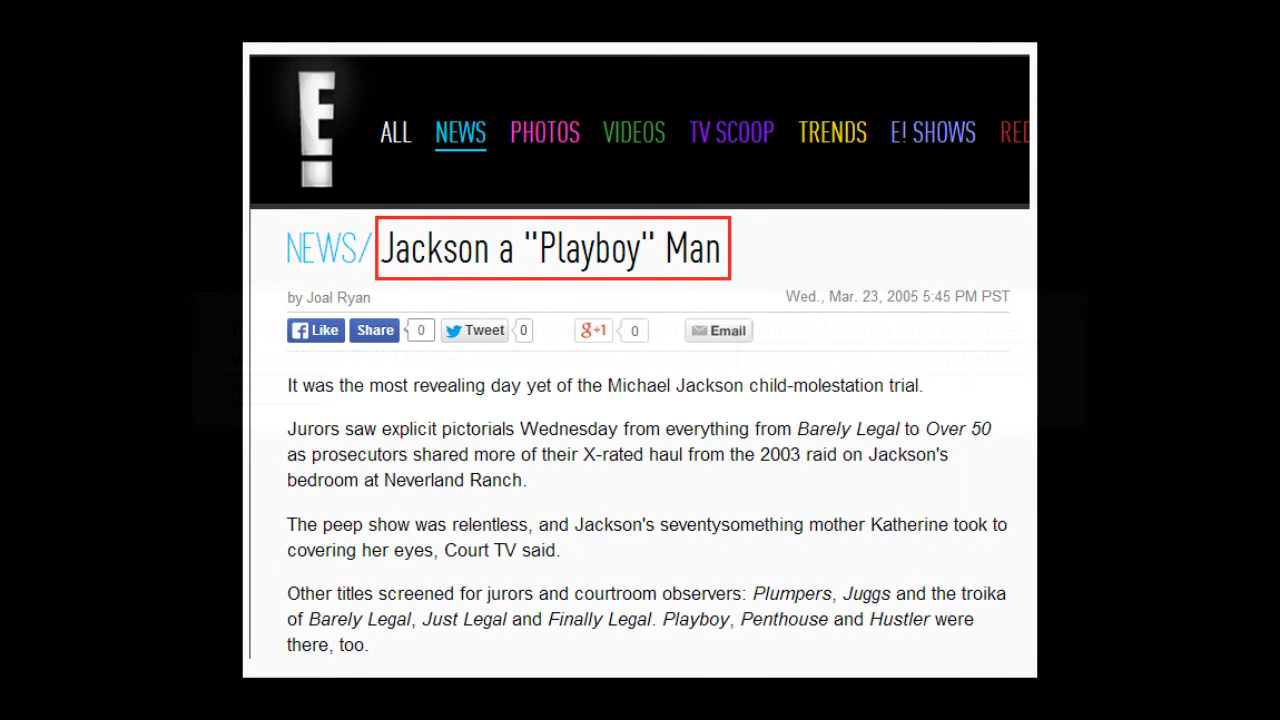 E!
ALL NEWS PHOTOS VIDEOS TV SCOOP TRENDS E! SHOWS RED
NEWS/ Jackson a "Playboy" Man
by Joal Ryan Wed., Mar. 23, 2005 5:45 PM PST
Like Share 0 Tweet 0 g+1 0 Email
It was the most revealing day yet of the Michael Jackson child-molestation trial.
Jurors saw explicit pictorials Wednesday from everything from Barely Legal to Over 50
as prosecutors shared more of their X-rated haul from the 2003 raid on Jackson's
bedroom at Neverland Ranch.
The peep show was relentless, and Jackson's seventysomething mother Katherine took to
covering her eyes, Court TV said.
Other titles screened for jurors and courtroom observers: Plumpers, Juggs and the troika
of Barely Legal, Just Legal and Finally Legal. Playboy, Penthouse and Hustler were
there, too.